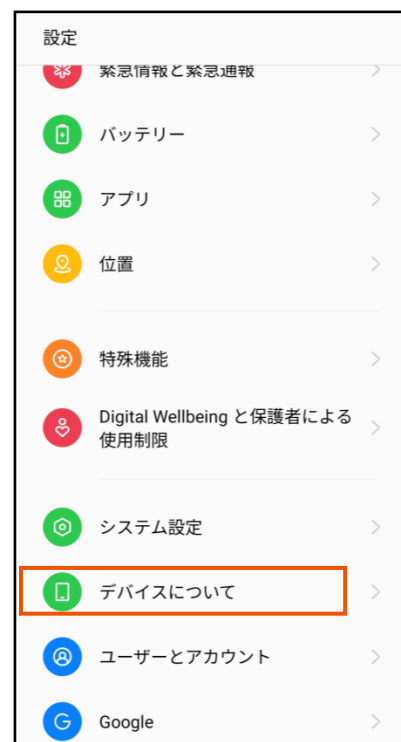 設定
緊急情報と緊急通報
バッテリー
アプリ
位置
特殊機能
Digital Wellbeing と保護者による
使用制限
システム設定
デバイスについて
ユーザーとアカウント
Google